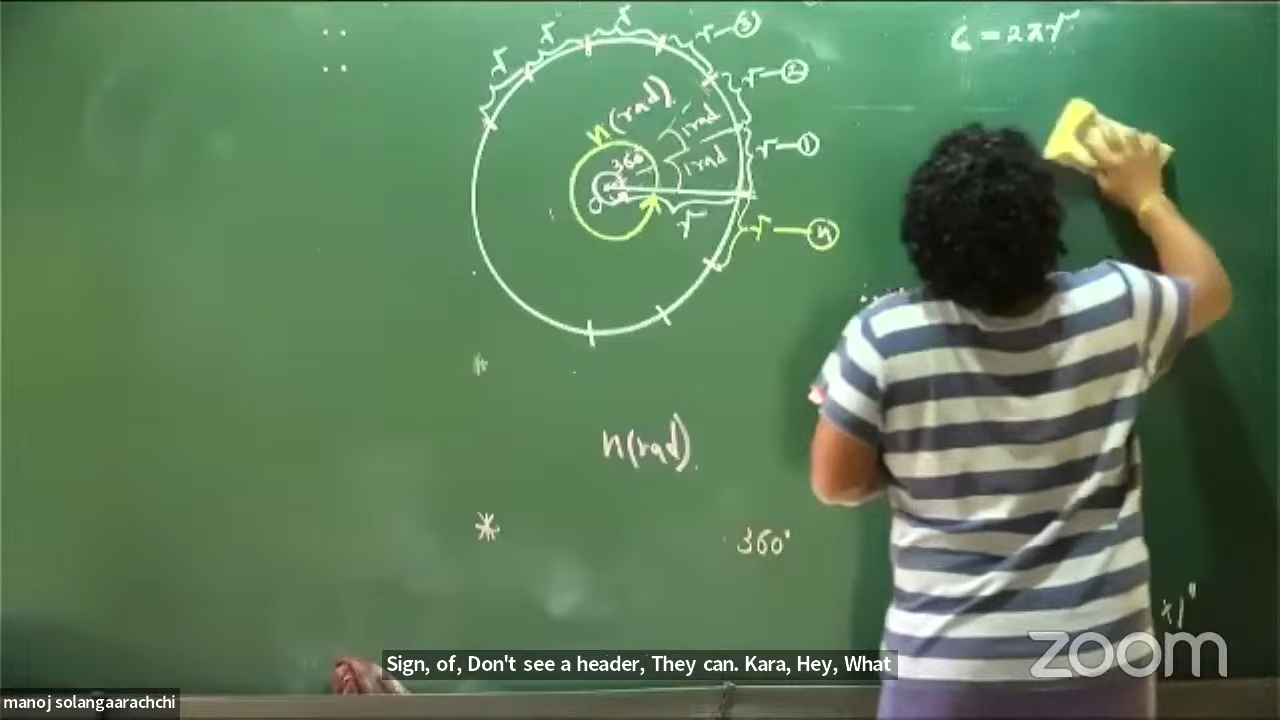 r
r
r
r — ③
C = 2πr
r — ②
n (rad).
1 rad
r — ①
1 rad
360°
O
r
r — ⓝ
n(rad).
*
360°
Sign, of, Don't see a header, They can. Kara, Hey, What
zoom
manoj solangaarachchi